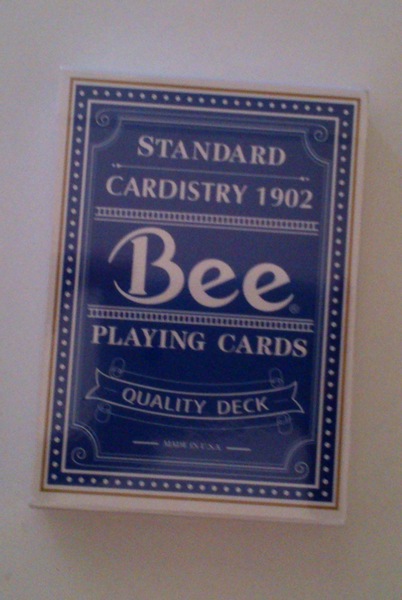 STANDARD
CARDISTRY 1902
Bee®
PLAYING CARDS
QUALITY DECK
MADE IN U.S.A